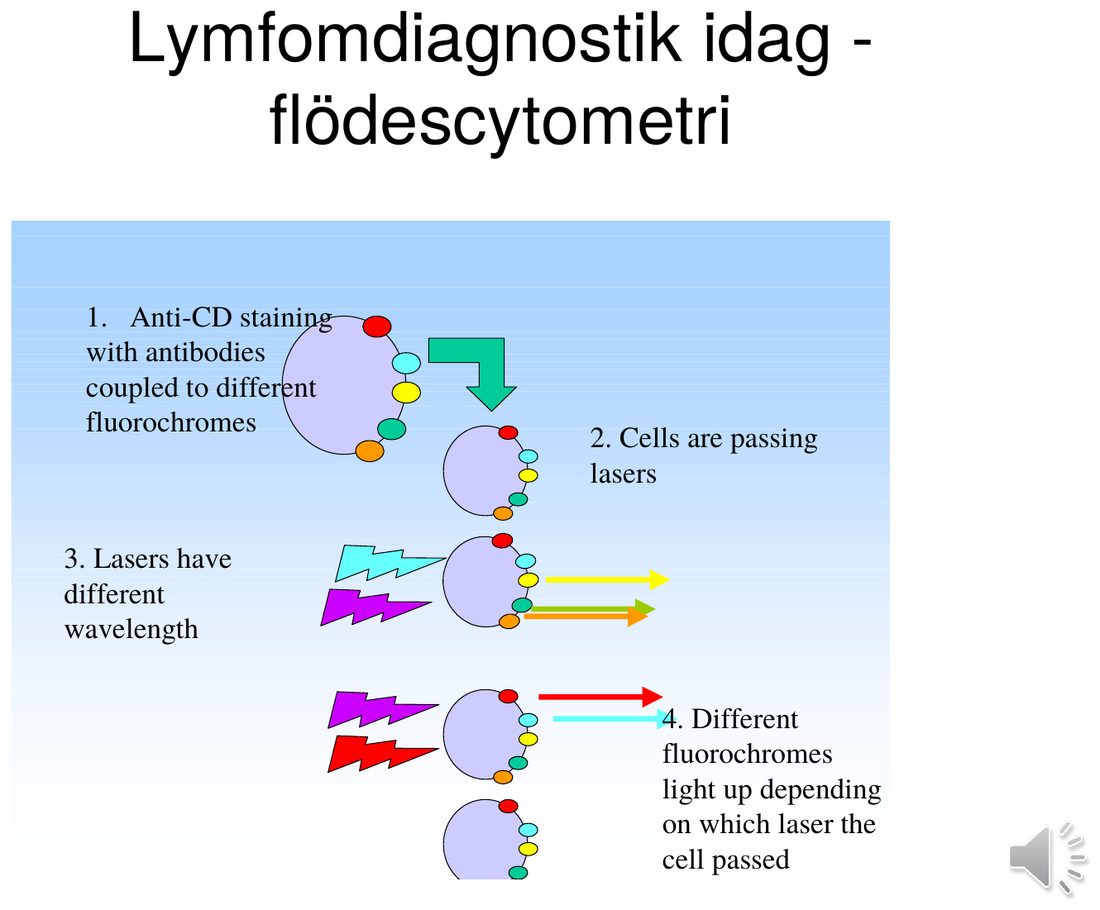 Lymfomdiagnostik idag -
flödescytometri
1. Anti-CD staining
with antibodies
coupled to different
fluorochromes
2. Cells are passing
lasers
3. Lasers have
different
wavelength
4. Different
fluorochromes
light up depending
on which laser the
cell passed